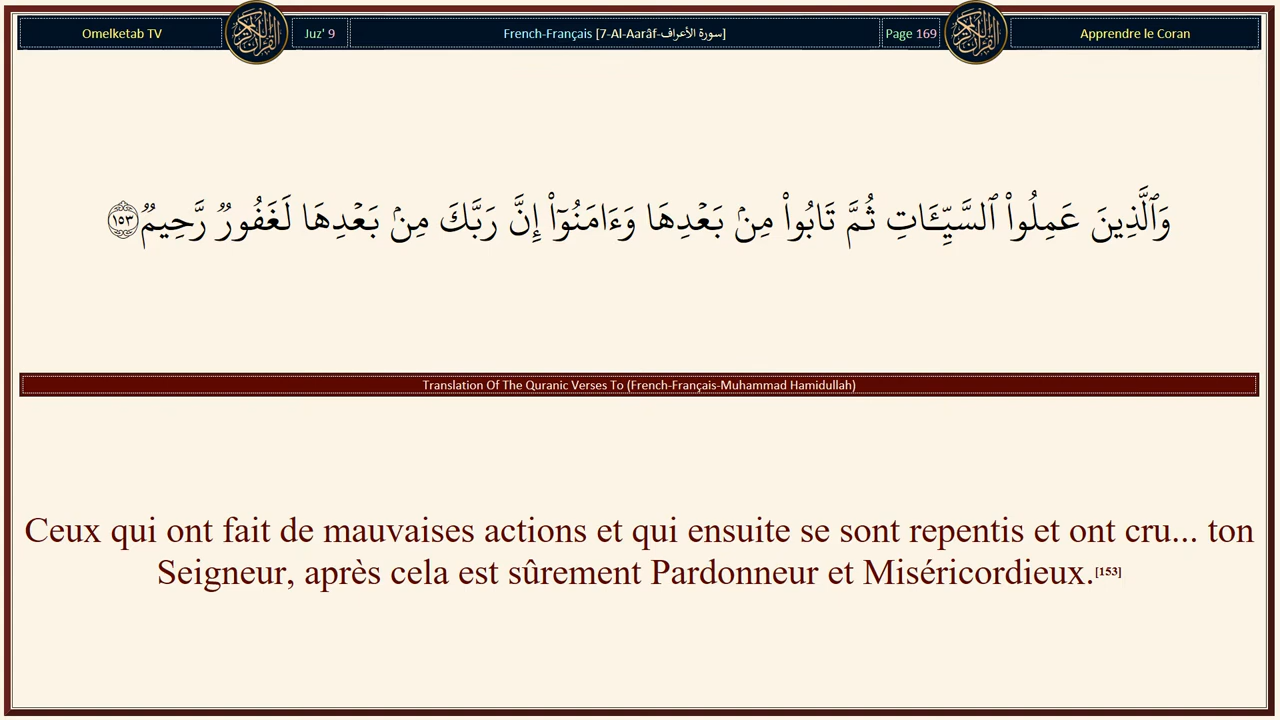 Omelketab TV
Juz' 9
French-Français [7-Al-Aarâf-سورة الأعراف]
Page 169
Apprendre le Coran
وَٱلَّذِينَ عَمِلُواْ ٱلسَّيِّـَٔاتِ ثُمَّ تَابُواْ مِنۢ بَعۡدِهَا وَءَامَنُوٓاْ إِنَّ رَبَّكَ مِنۢ بَعۡدِهَا لَغَفُورٞ رَّحِيمٞ ١٥٣
Translation Of The Quranic Verses To (French-Français-Muhammad Hamidullah)
Ceux qui ont fait de mauvaises actions et qui ensuite se sont repentis et ont cru... ton
Seigneur, après cela est sûrement Pardonneur et Miséricordieux.[153]